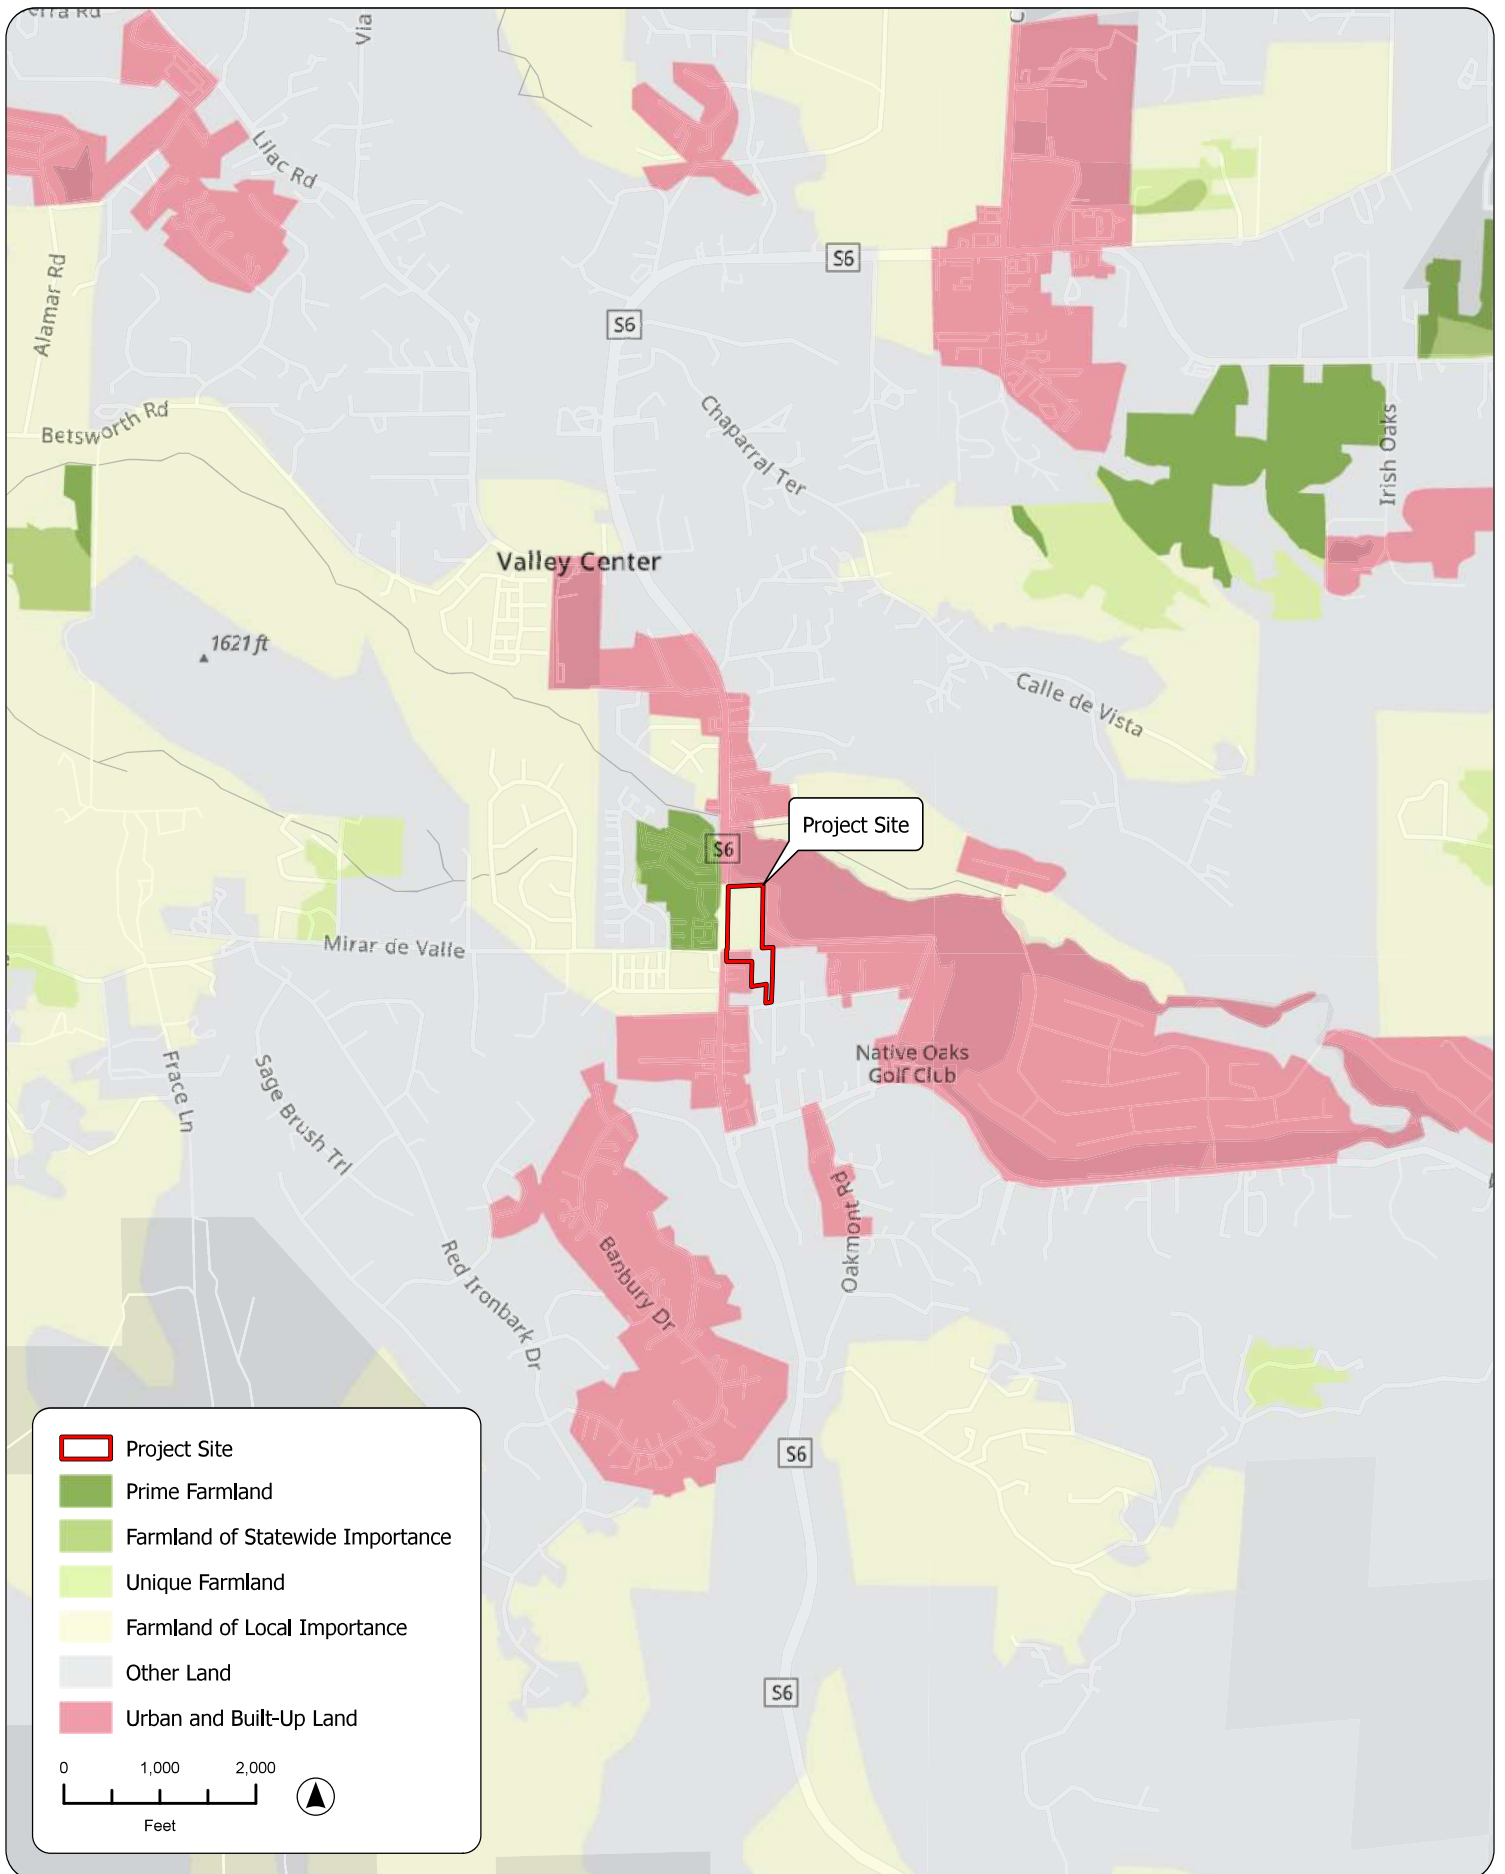 Via
Lilac Rd
S6
Alamar Rd
S6
Chaparral Ter
Betsworth Rd
Irish Oaks
Valley Center
1621 ft
Calle de Vista
Project Site
S6
Mirar de Valle
Native Oaks
Golf Club
Frace Ln
Sage Brush Trl
Oakmont Rd
Red Ironbark Dr
Banbury Dr
S6
Project Site
Prime Farmland
Farmland of Statewide Importance
Unique Farmland
Farmland of Local Importance
Other Land
S6
Urban and Built-Up Land
0 1,000 2,000
Feet